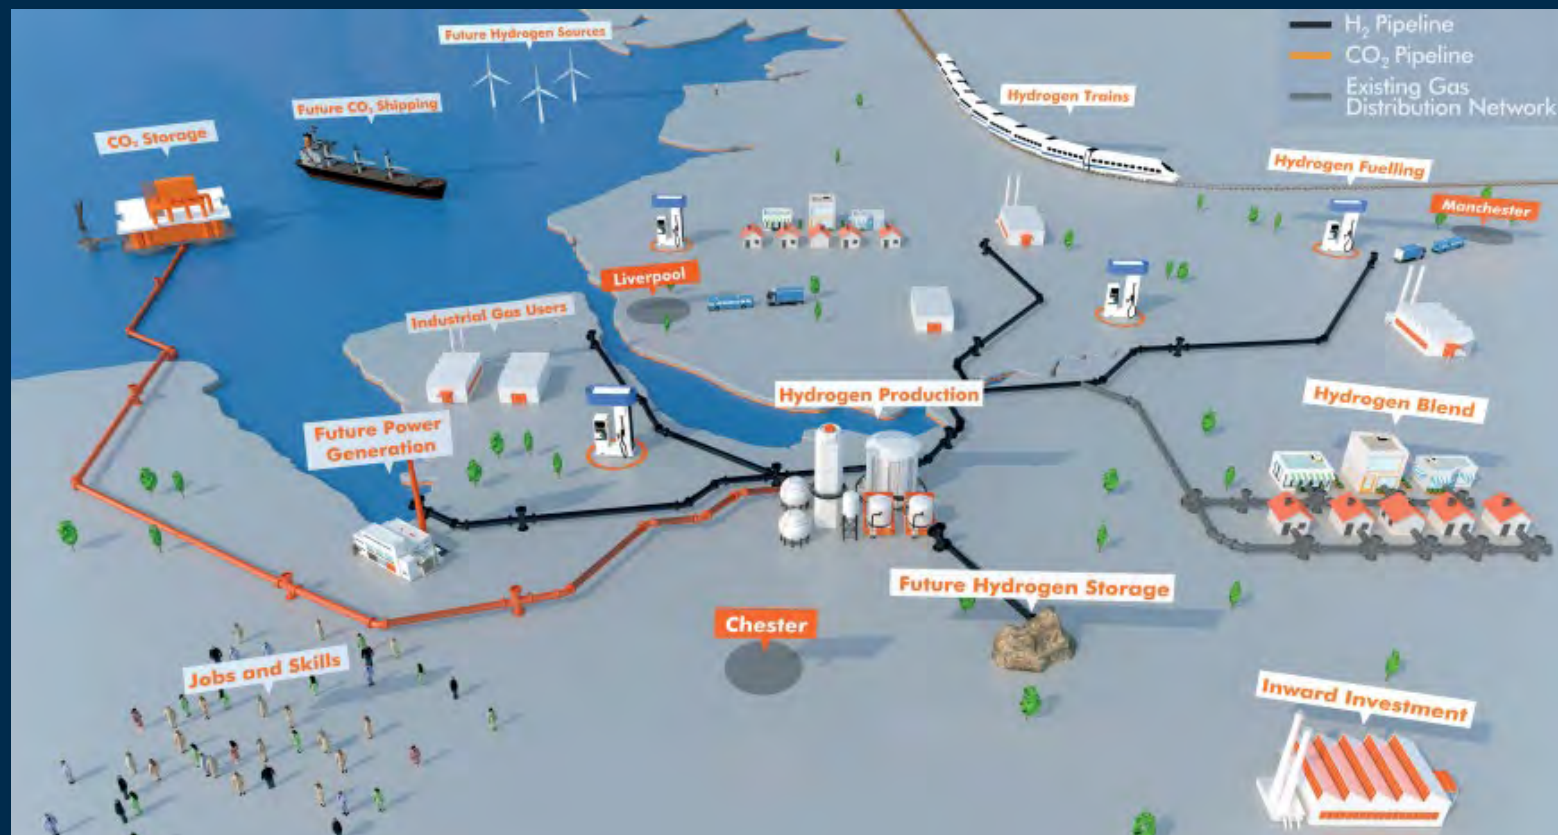 Future Hydrogen Sources
H₂ Pipeline
CO₂ Pipeline
Existing Gas
Distribution Network
Future CO₂ Shipping
CO₂ Storage
Hydrogen Trains
Hydrogen Fuelling
Manchester
Liverpool
Industrial Gas Users
Hydrogen Production
Hydrogen Blend
Future Power
Generation
Future Hydrogen Storage
Chester
Jobs and Skills
Inward Investment